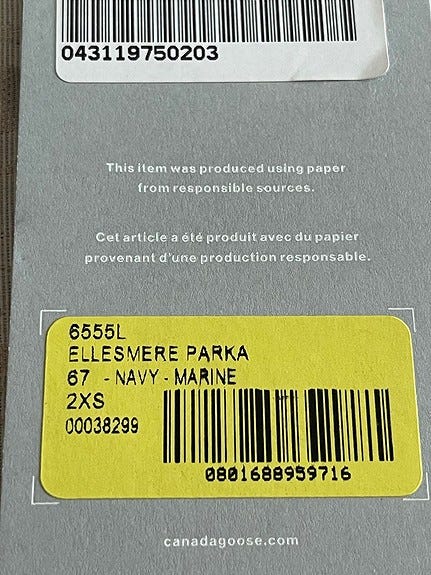 043119750203
This item was produced using paper
from responsible sources.
Cet article a été produit avec du papier
provenant d'une production responsable.
6555L
ELLESMERE PARKA
67 - NAVY - MARINE
2XS
00038299
0801688959716
canadagoose.com